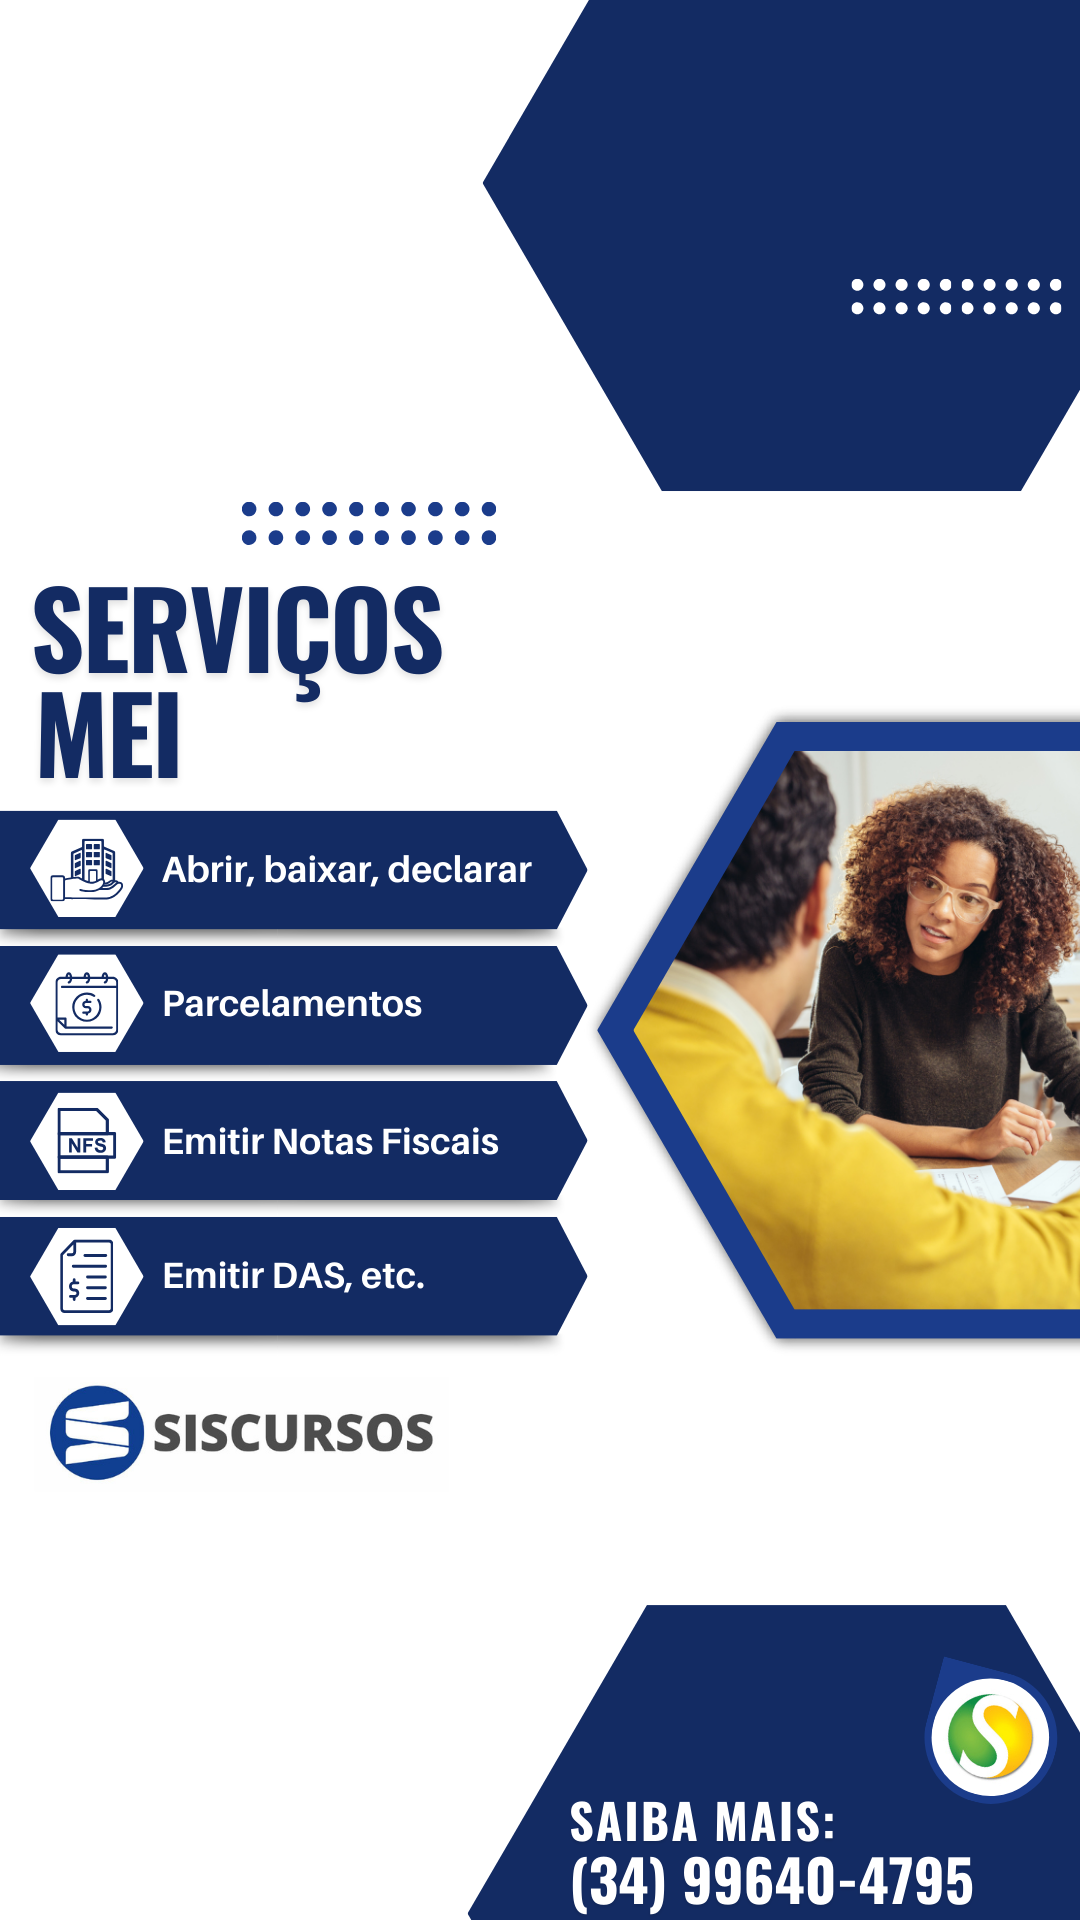 SERVIÇOS
MEI
Abrir, baixar, declarar
Parcelamentos
NFS
Emitir Notas Fiscais
Emitir DAS, etc.
SISCURSOS
SAIBA MAIS:
(34) 99640-4795